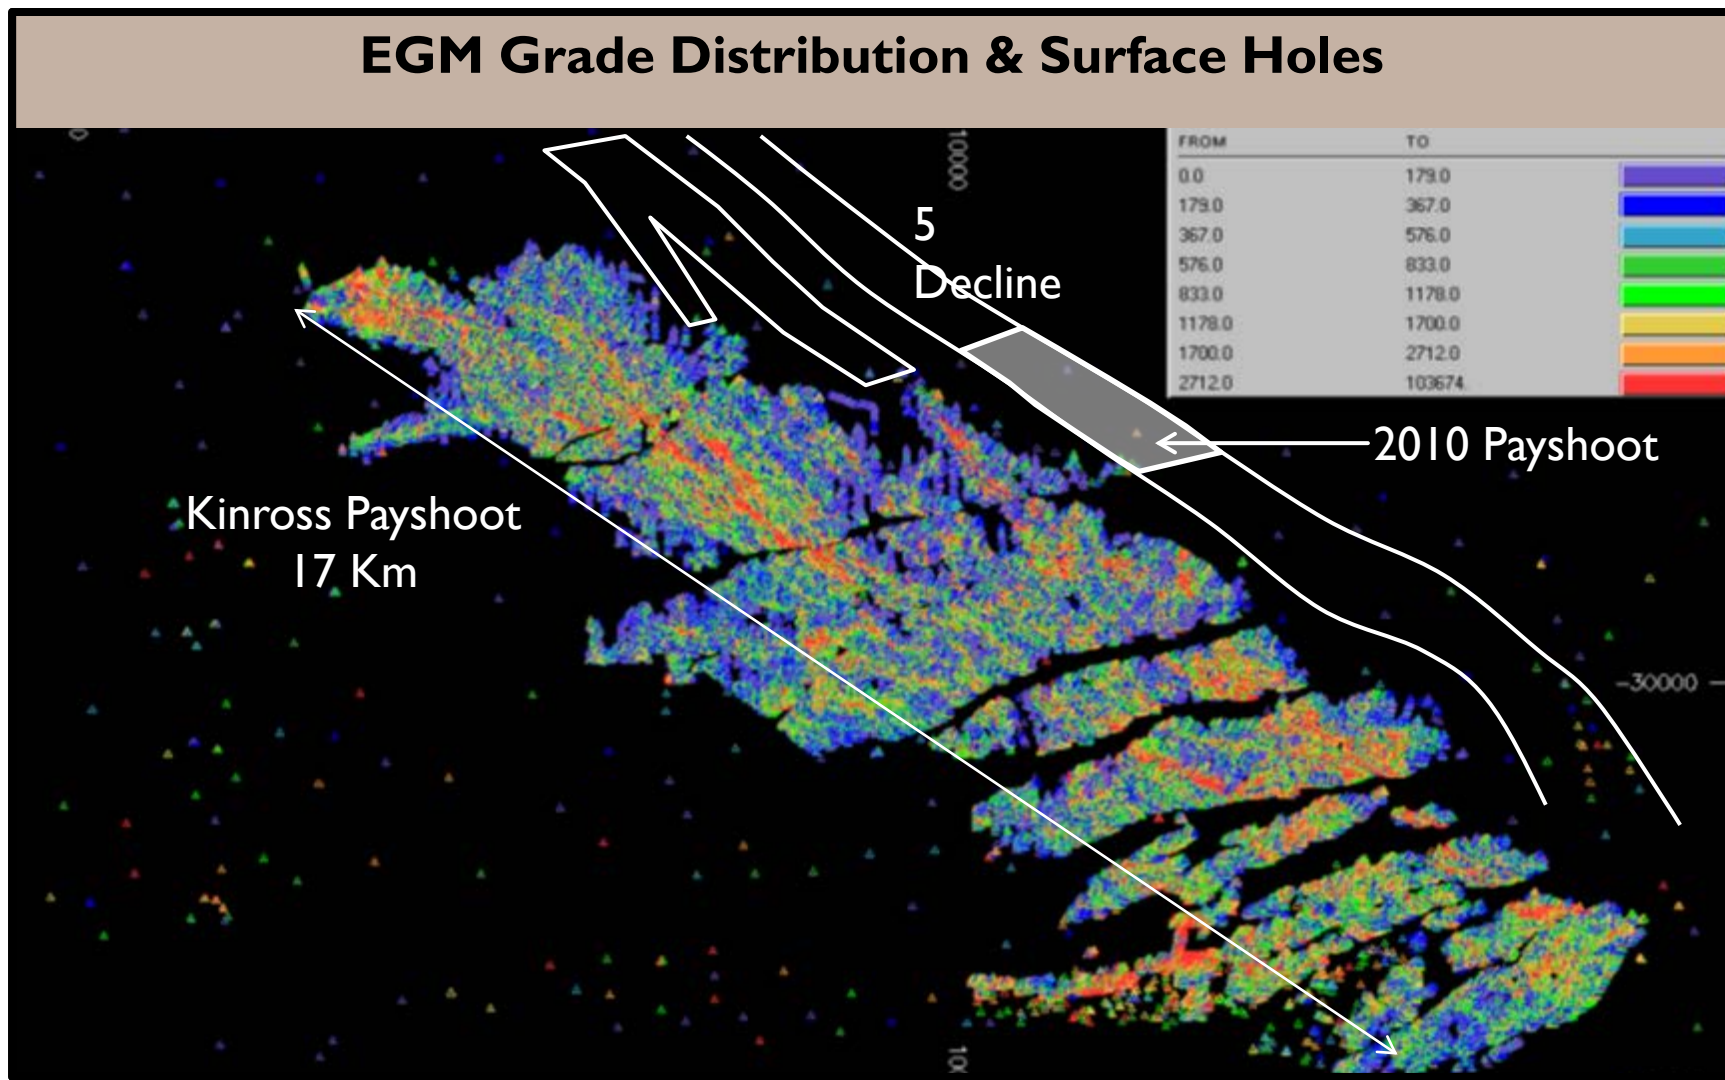 EGM Grade Distribution & Surface Holes
0
10000
FROM TO
0.0 179.0
179.0 367.0
367.0 576.0
576.0 833.0
833.0 1178.0
1178.0 1700.0
1700.0 2712.0
2712.0 103674
5
Decline
2010 Payshoot
Kinross Payshoot
17 Km
-30000
100